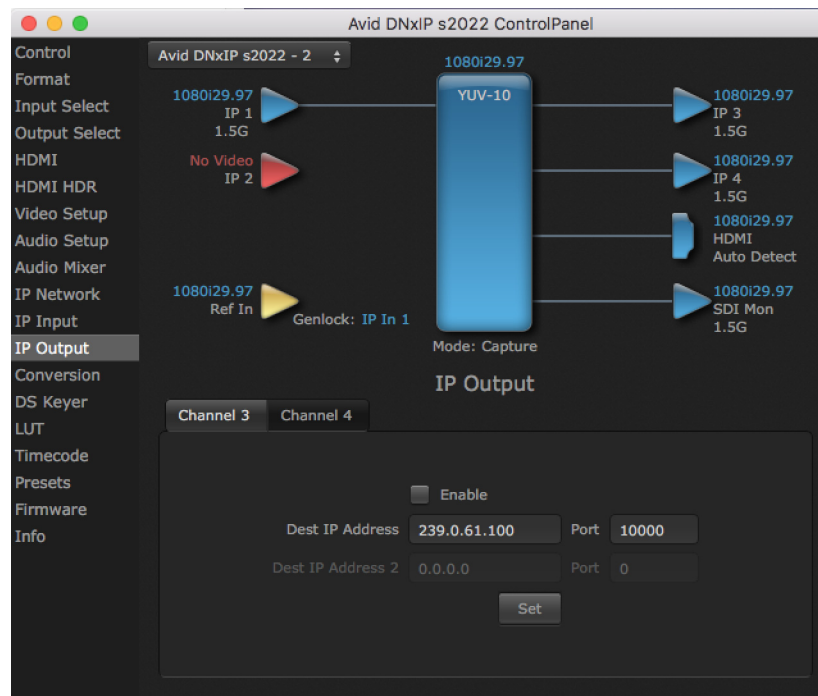 Avid DNxIP s2022 ControlPanel
Control
Format
Input Select
Output Select
HDMI
HDMI HDR
Video Setup
Audio Setup
Audio Mixer
IP Network
IP Input
IP Output
Conversion
DS Keyer
LUT
Timecode
Presets
Firmware
Info
Avid DNxIP s2022 - 2
1080i29.97
YUV-10
1080i29.97
IP 1
1.5G
No Video
IP 2
1080i29.97
Ref In
Genlock: IP In 1
1080i29.97
IP 3
1.5G
1080i29.97
IP 4
1.5G
1080i29.97
HDMI
Auto Detect
1080i29.97
SDI Mon
1.5G
Mode: Capture
IP Output
Channel 3 Channel 4
Enable
Dest IP Address 239.0.61.100 Port 10000
Dest IP Address 2 0.0.0.0 Port 0
Set